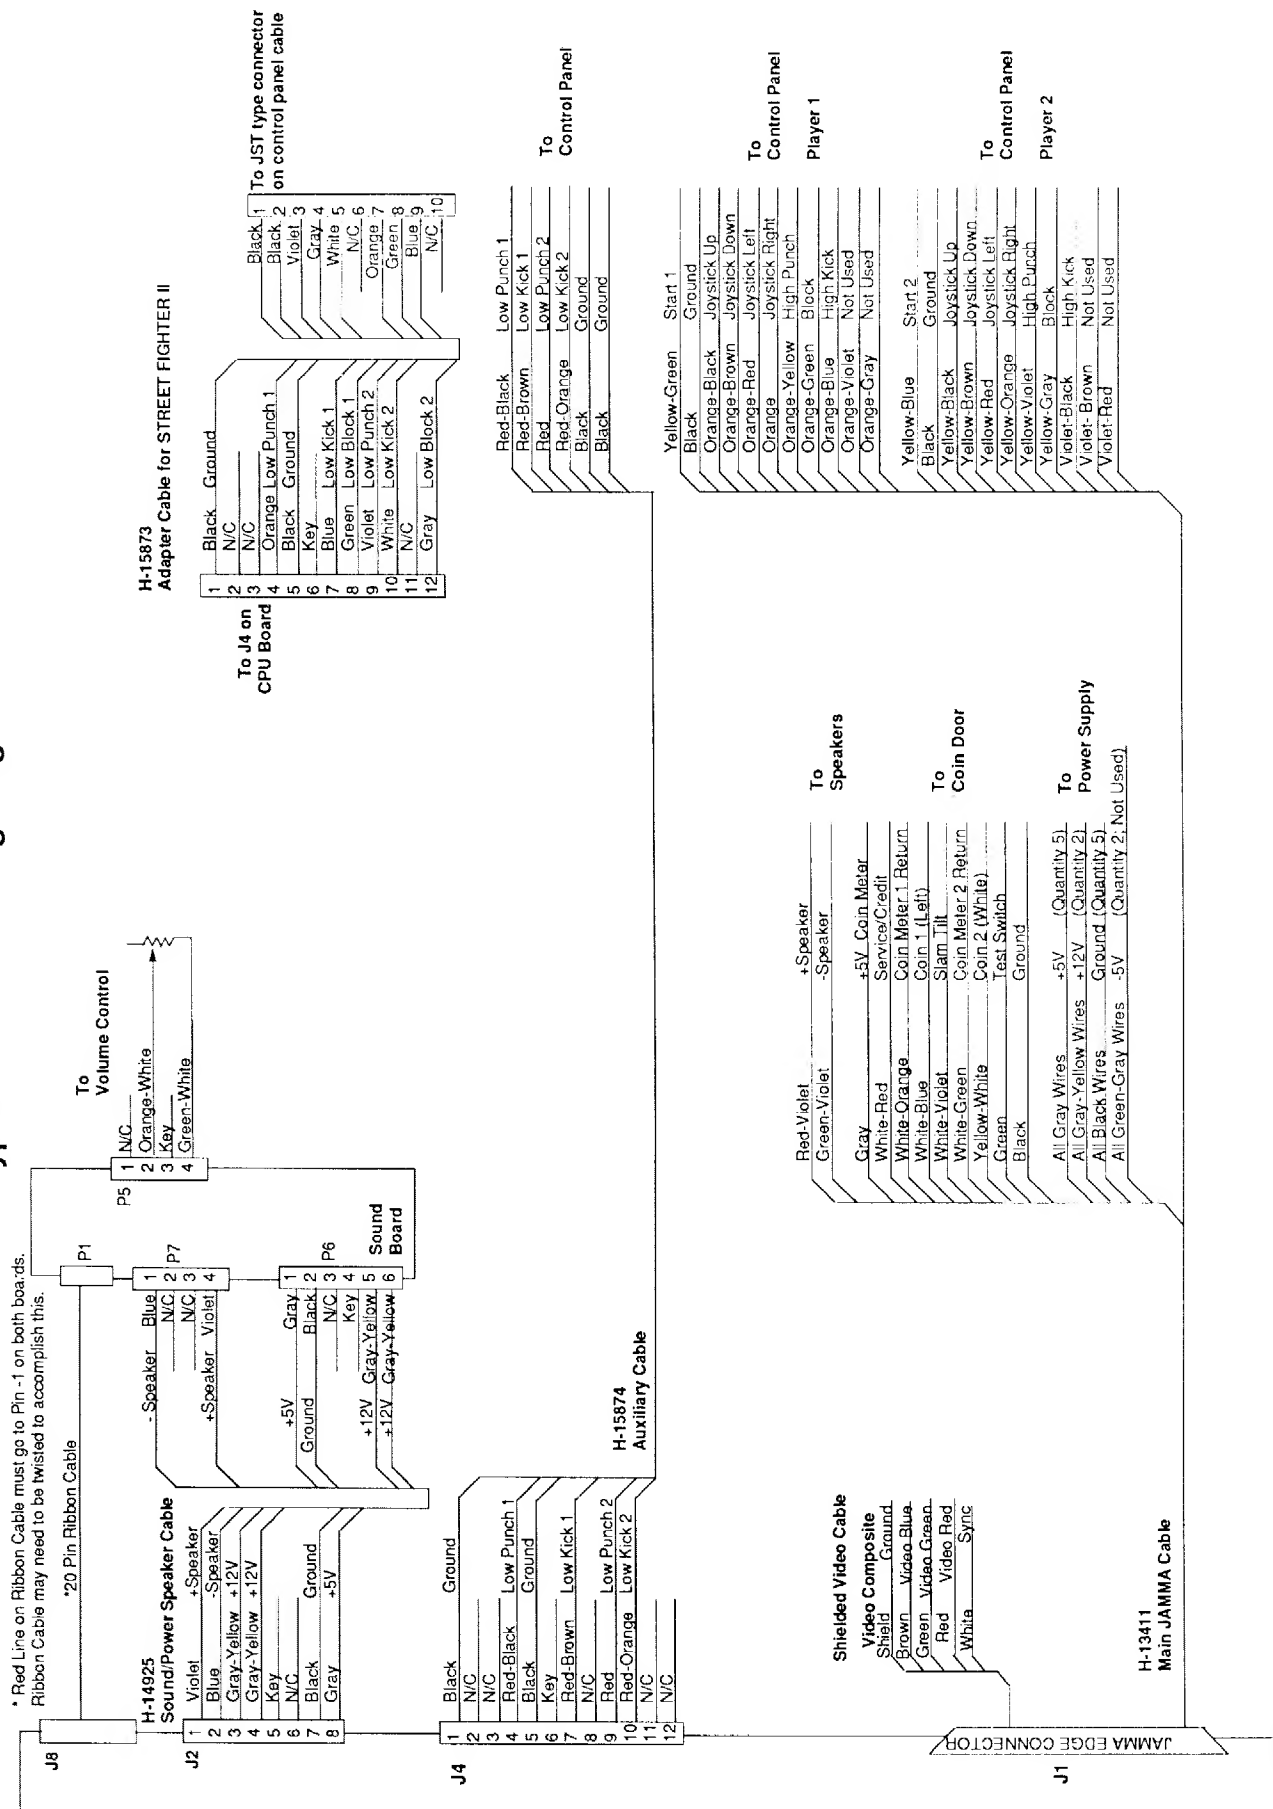 * Red Line on Ribbon Cable must go to Pin -1 on both boards.
Ribbon Cable may need to be twisted to accomplish this.
J8
*20 Pin Ribbon Cable
P1
H-14925
Sound/Power Speaker Cable
J2
1 Violet +Speaker
2 Blue -Speaker
3 Gray-Yellow +12V
4 Gray-Yellow +12V
5 Key
6 N/C
7 Black Ground
8 Gray +5V
- Speaker Blue 1
N/C 2
N/C 3
+Speaker Violet 4
P7
+5V Gray 1
Ground Black 2
N/C 3
Key 4
+12V Gray-Yellow 5
+12V Gray-Yellow 6
P6
Sound
Board
P5
1 N/C
2 Orange-White
3 Key
4 Green-White
To
Volume Control
H-15873
Adapter Cable for STREET FIGHTER II
To J4 on
CPU Board
1 Black Ground
2 N/C
3 N/C
4 Orange Low Punch 1
5 Black Ground
6 Key
7 Blue Low Kick 1
8 Green Low Block 1
9 Violet Low Punch 2
10 White Low Kick 2
11 N/C
12 Gray Low Block 2
Black 1
Black 2
Violet 3
Gray 4
White 5
N/C 6
Orange 7
Green 8
Blue 9
N/C 10
To JST type connector
on control panel cable
J4
1 Black Ground
2 N/C
3 N/C
4 Red-Black Low Punch 1
5 Black Ground
6 Key
7 Red-Brown Low Kick 1
8 N/C
9 Red Low Punch 2
10 Red-Orange Low Kick 2
11 N/C
12 N/C
H-15874
Auxiliary Cable
Red-Black Low Punch 1
Red-Brown Low Kick 1
Red Low Punch 2
Red-Orange Low Kick 2
Black Ground
Black Ground
To
Control Panel
Yellow-Green Start 1
Black Ground
Orange-Black Joystick Up
Orange-Brown Joystick Down
Orange-Red Joystick Left
Orange Joystick Right
Orange-Yellow High Punch
Orange-Green Block
Orange-Blue High Kick
Orange-Violet Not Used
Orange-Gray Not Used
To
Control Panel
Player 1
Yellow-Blue Start 2
Black Ground
Yellow-Black Joystick Up
Yellow-Brown Joystick Down
Yellow-Red Joystick Left
Yellow-Orange Joystick Right
Yellow-Violet High Punch
Yellow-Gray Block
Violet-Black High Kick
Violet- Brown Not Used
Violet-Red Not Used
To
Control Panel
Player 2
Red-Violet +Speaker
Green-Violet -Speaker
To
Speakers
Gray +5V Coin Meter
White-Red Service/Credit
White-Orange Coin Meter 1 Return
White-Blue Coin 1 (Left)
White-Violet Slam Tilt
White-Green Coin Meter 2 Return
Yellow-White Coin 2 (White)
Green Test Switch
Black Ground
To
Coin Door
All Gray Wires +5V (Quantity 5)
All Gray-Yellow Wires +12V (Quantity 2)
All Black Wires Ground (Quantity 5)
All Green-Gray Wires -5V (Quantity 2; Not Used)
To
Power Supply
Shielded Video Cable
Video Composite
Shield Ground
Brown Video Blue
Green Video Green
Red Video Red
White Sync
H-13411
Main JAMMA Cable
JAMMA EDGE CONNECTOR
J1